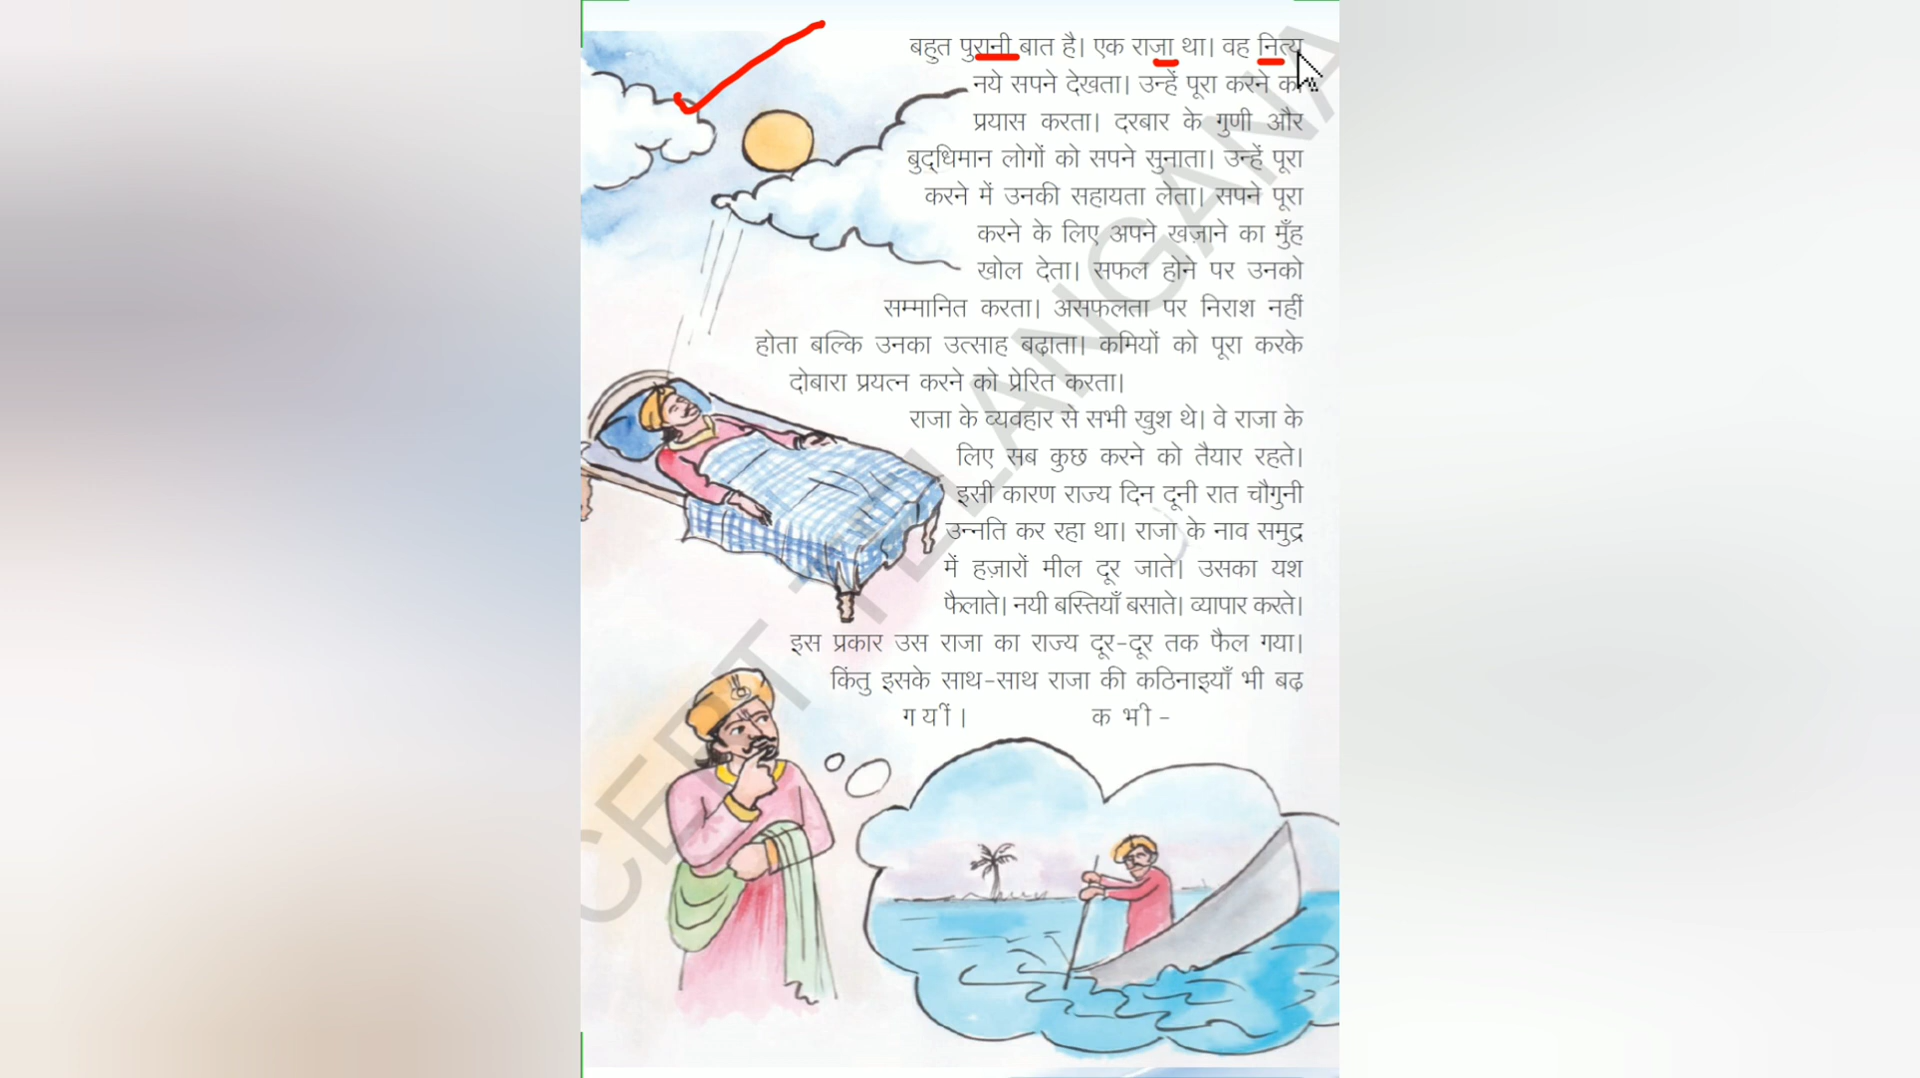 बहुत पुरानी बात है। एक राजा था। वह नित्य
नये सपने देखता। उन्हें पूरा करने का
प्रयास करता। दरबार के गुणी और
बुद्धिमान लोगों को सपने सुनाता। उन्हें पूरा
करने में उनकी सहायता लेता। सपने पूरा
करने के लिए अपने खज़ाने का मुँह
खोल देता। सफल होने पर उनको
सम्मानित करता। असफलता पर निराश नहीं
होता बल्कि उनका उत्साह बढ़ाता। कमियों को पूरा करके
दोबारा प्रयत्न करने को प्रेरित करता।
राजा के व्यवहार से सभी खुश थे। वे राजा के
लिए सब कुछ करने को तैयार रहते।
इसी कारण राज्य दिन दूनी रात चौगुनी
उन्नति कर रहा था। राजा के नाव समुद्र
में हज़ारों मील दूर जाते। उसका यश
फैलाते। नयी बस्तियाँ बसाते। व्यापार करते।
इस प्रकार उस राजा का राज्य दूर-दूर तक फैल गया।
किंतु इसके साथ-साथ राजा की कठिनाइयाँ भी बढ़
गयीं। कभी-
CERT TELANGANA